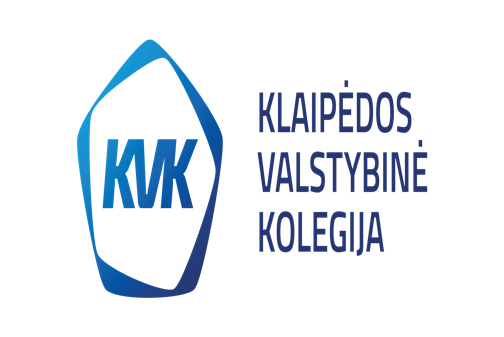 KVK
KLAIPĖDOS
VALSTYBINĖ
KOLEGIJA